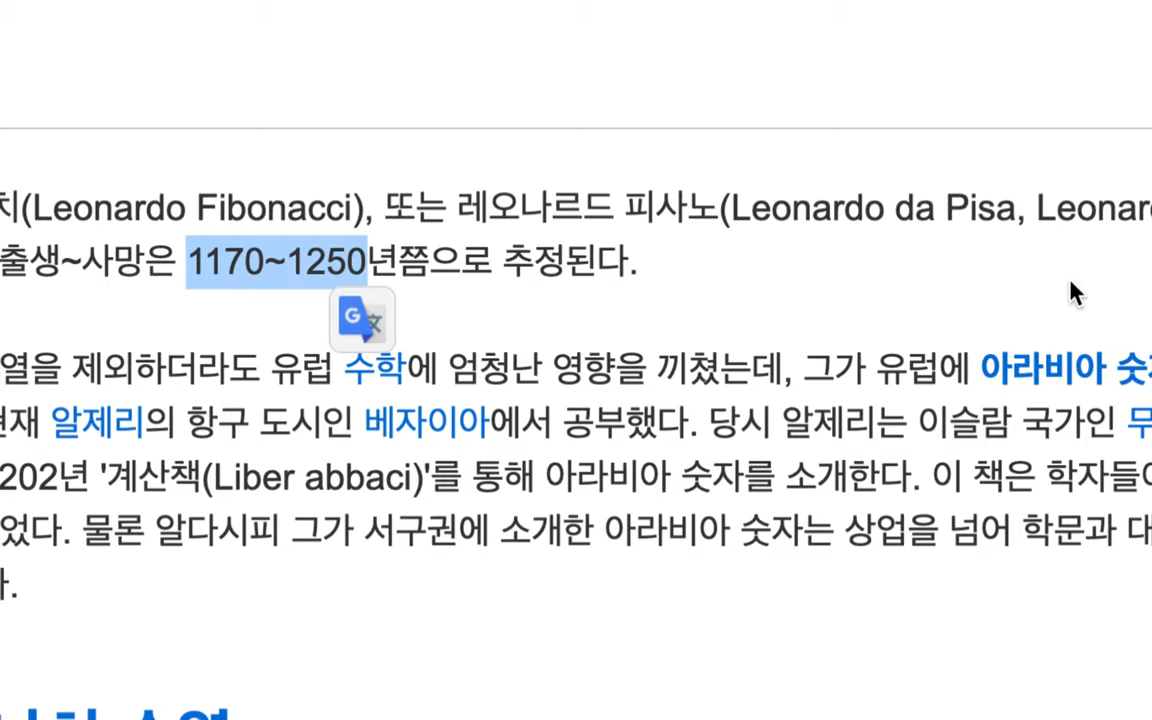 치(Leonardo Fibonacci), 또는 레오나르드 피사노(Leonardo da Pisa, Leonar
출생~사망은 1170~1250년쯤으로 추정된다.
열을 제외하더라도 유럽 수학에 엄청난 영향을 끼쳤는데, 그가 유럽에 아라비아 숫
재 알제리의 항구 도시인 베자이아에서 공부했다. 당시 알제리는 이슬람 국가인 무
202년 '계산책(Liber abbaci)'를 통해 아라비아 숫자를 소개한다. 이 책은 학자들
었다. 물론 알다시피 그가 서구권에 소개한 아라비아 숫자는 상업을 넘어 학문과 대